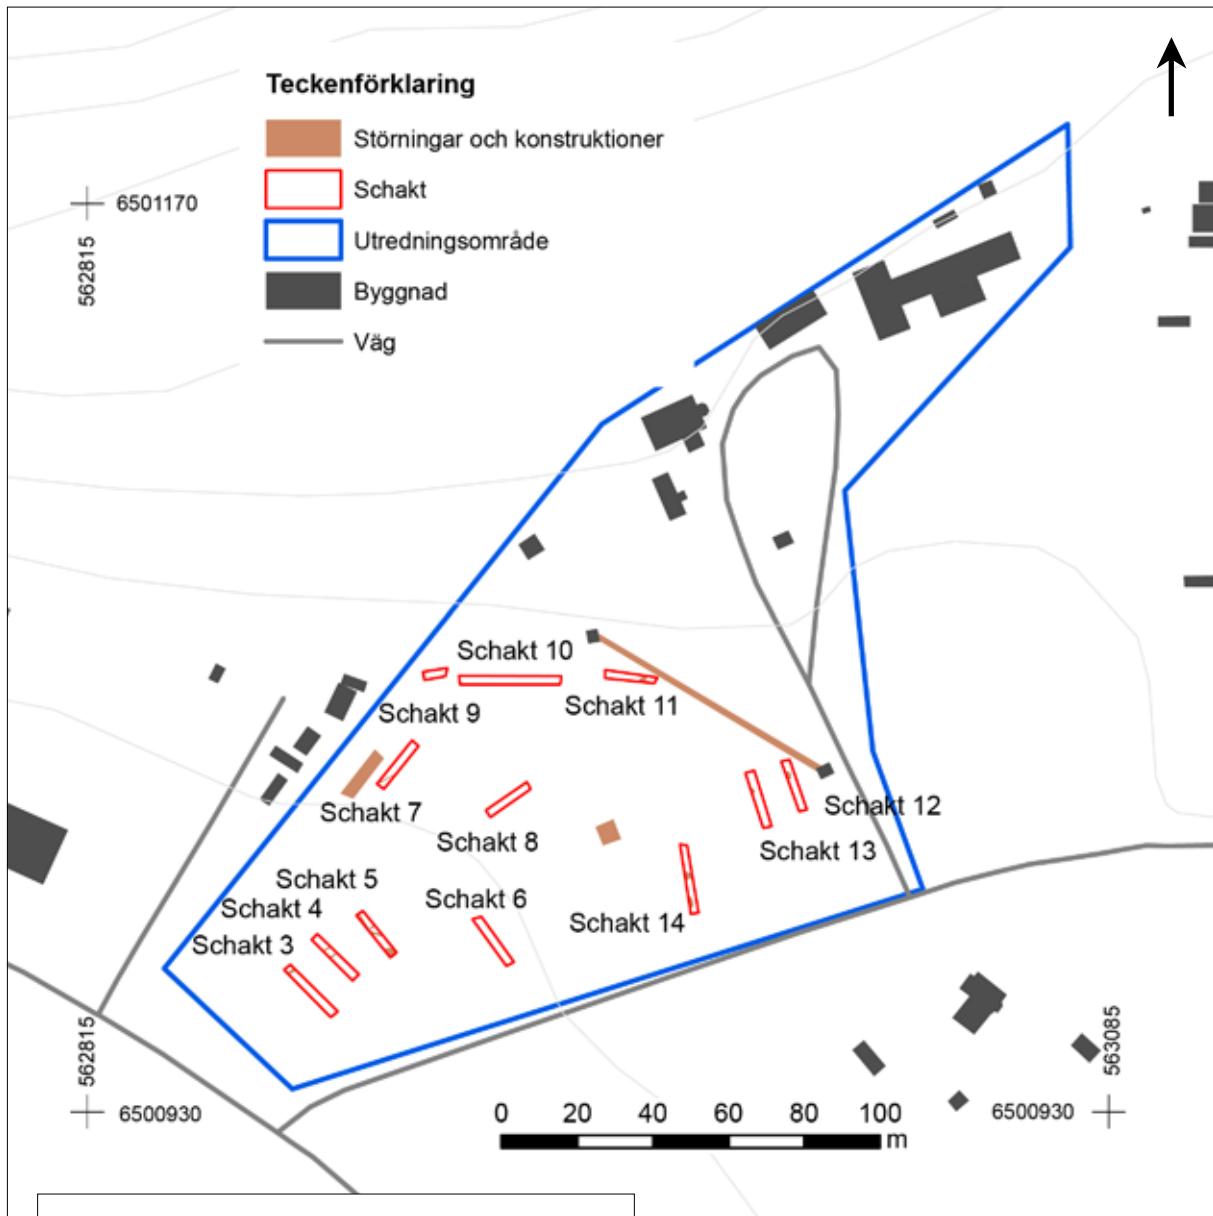 Teckenförklaring
Störningar och konstruktioner
Schakt
Utredningsområde
Byggnad
Väg
6501170
562815
Schakt 10
Schakt 11
Schakt 9
Schakt 7
Schakt 8
Schakt 12
Schakt 13
Schakt 5
Schakt 6
Schakt 4
Schakt 14
Schakt 3
562815
6500930
563085
6500930
0 20 40 60 80 100
m